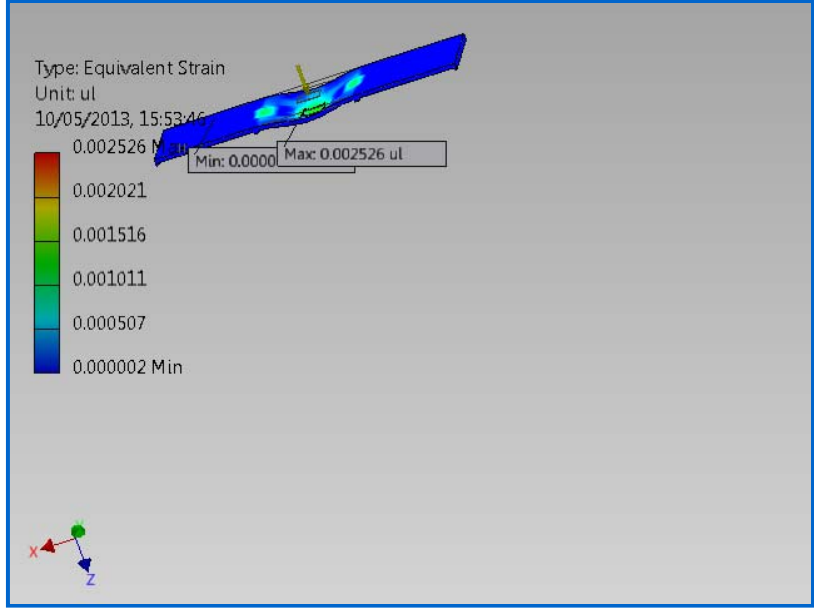 Type: Equivalent Strain
Unit: ul
10/05/2013, 15:53:46
0.002526 Max
Min: 0.0000
Max: 0.002526 ul
0.002021
0.001516
0.001011
0.000507
0.000002 Min
Y
X
Z